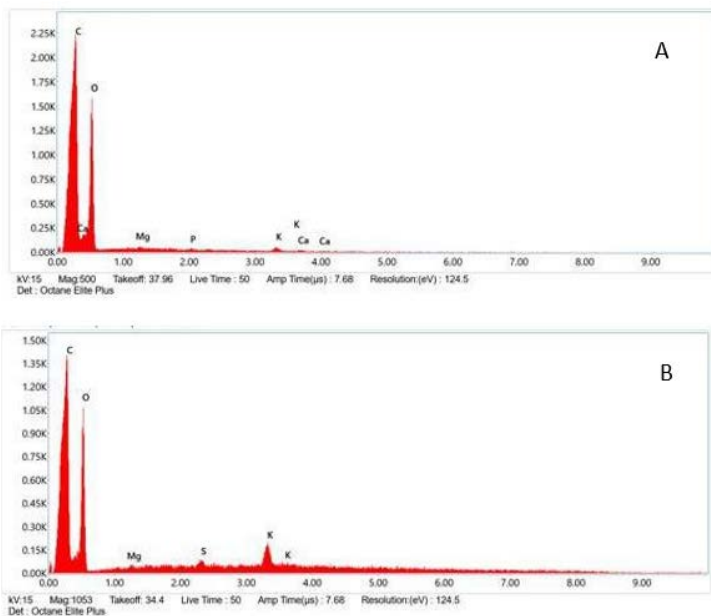 A
2.25K
C
2.00K
1.75K
O
1.50K
1.25K
1.00K
0.75K
0.50K
K
0.25K
Ca Mg P K Ca Ca
0.00K
0.00 1.00 2.00 3.00 4.00 5.00 6.00 7.00 8.00 9.00
kV:15 Mag:500 Takeoff: 37.96 Live Time : 50 Amp Time(µs) : 7.68 Resolution:(eV) : 124.5
Det : Octane Elite Plus
1.50K
C
1.35K
B
1.20K
O
1.05K
0.90K
0.75K
0.60K
0.45K
0.30K
K
0.15K
Mg S K
0.00K
0.00 1.00 2.00 3.00 4.00 5.00 6.00 7.00 8.00 9.00
kV:15 Mag:1053 Takeoff: 34.4 Live Time : 50 Amp Time(µs) : 7.68 Resolution:(eV) : 124.5
Det : Octane Elite Plus